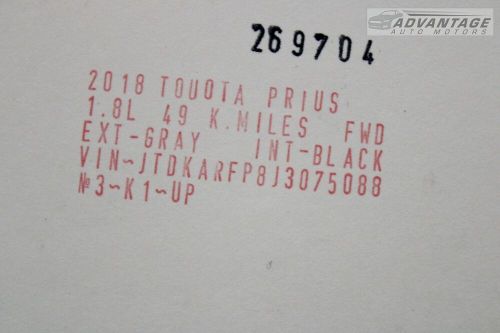 ADVANTAGE
AUTO MOTORS
269704
2018 TOUOTA PRIUS
1.8L 49 K.MILES FWD
EXT-GRAY INT-BLACK
VIN~JTDKARFP8J3075088
№3~K1~UP